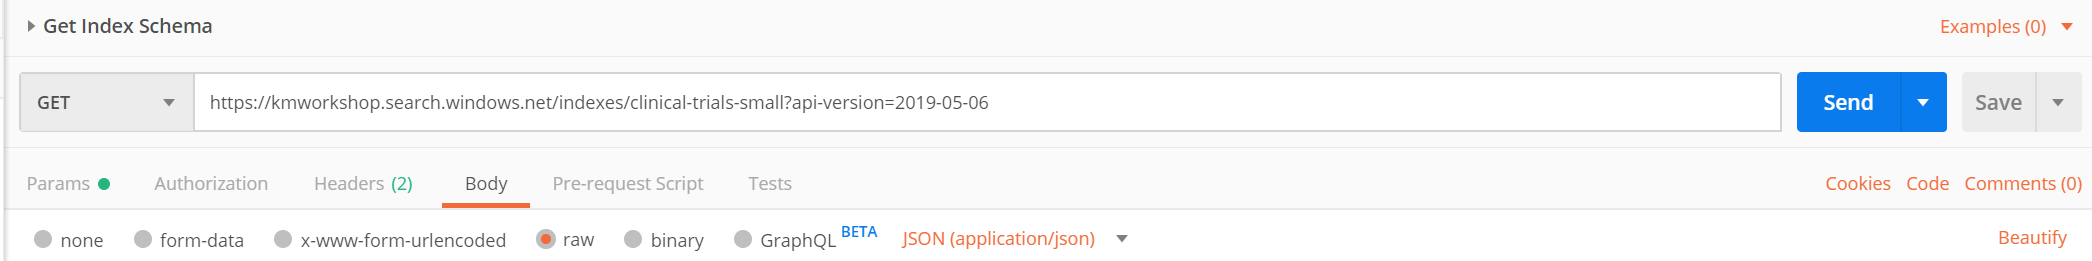 Get Index Schema Examples (0)
GET https://kmworkshop.search.windows.net/indexes/clinical-trials-small?api-version=2019-05-06 Send Save
Params Authorization Headers (2) Body Pre-request Script Tests Cookies Code Comments (0)
none form-data x-www-form-urlencoded raw binary GraphQL BETA JSON (application/json) Beautify